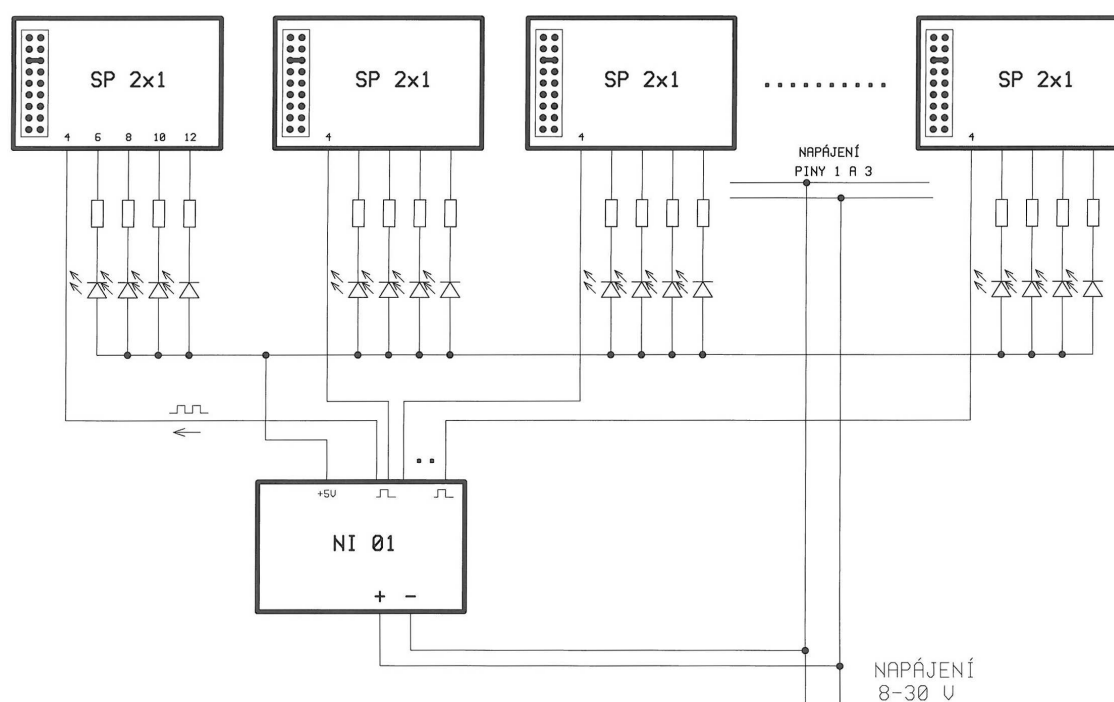 SP 2x1
SP 2x1
SP 2x1
SP 2x1
4 6 8 10 12
4
4
4
NAPÁJENÍ
PINY 1 A 3
+5V
NI 01
+ −
NAPÁJENÍ
8-30 V